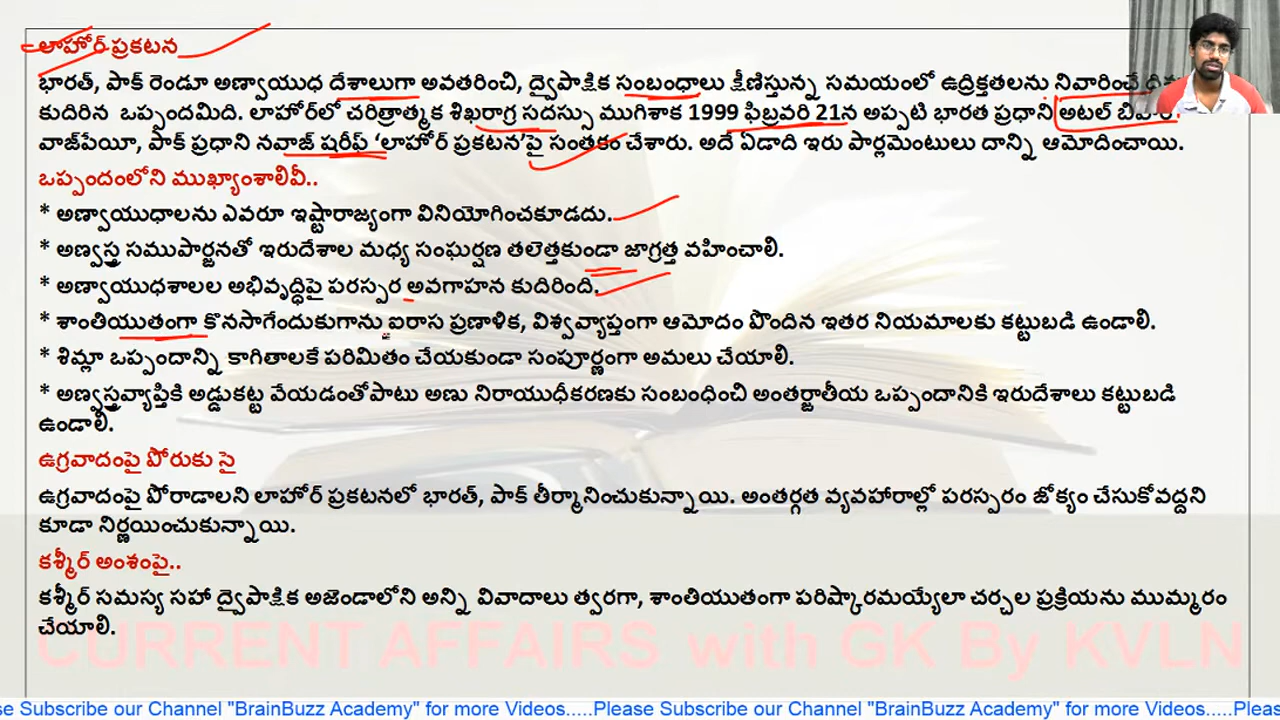 లాహోర్ ప్రకటన
భారత్, పాక్ రెండూ అణ్వాయుధ దేశాలుగా అవతరించి, ద్వైపాక్షిక సంబంధాలు క్షీణిస్తున్న సమయంలో ఉద్రిక్తతలను నివారించే
కుదిరిన ఒప్పందమిది. లాహోర్‌లో చరిత్రాత్మక శిఖరాగ్ర సదస్సు ముగిశాక 1999 ఫిబ్రవరి 21న అప్పటి భారత ప్రధాని అటల్
వాజ్‌పేయీ, పాక్ ప్రధాని నవాజ్ షరీఫ్ ‘లాహోర్ ప్రకటన’పై సంతకం చేశారు. అదే ఏడాది ఇరు పార్లమెంటులు దాన్ని ఆమోదించాయి.
ఒప్పందంలోని ముఖ్యాంశాలివీ..
* అణ్వాయుధాలను ఎవరూ ఇష్టారాజ్యంగా వినియోగించకూడదు.
* అణ్వస్త్ర సముపార్జనతో ఇరుదేశాల మధ్య సంఘర్షణ తలెత్తకుండా జాగ్రత్త వహించాలి.
* అణ్వాయుధశాలల అభివృద్ధిపై పరస్పర అవగాహన కుదిరింది.
* శాంతియుతంగా కొనసాగేందుకుగాను ఐరాస ప్రణాళిక, విశ్వవ్యాప్తంగా ఆమోదం పొందిన ఇతర నియమాలకు కట్టుబడి ఉండాలి.
* శిమ్లా ఒప్పందాన్ని కాగితాలకే పరిమితం చేయకుండా సంపూర్ణంగా అమలు చేయాలి.
* అణ్వస్త్రవ్యాప్తికి అడ్డుకట్ట వేయడంతోపాటు అణు నిరాయుధీకరణకు సంబంధించి అంతర్జాతీయ ఒప్పందానికి ఇరుదేశాలు కట్టుబడి
ఉండాలి.
ఉగ్రవాదంపై పోరుకు సై
ఉగ్రవాదంపై పోరాడాలని లాహోర్ ప్రకటనలో భారత్, పాక్ తీర్మానించుకున్నాయి. అంతర్గత వ్యవహారాల్లో పరస్పరం జోక్యం చేసుకోవద్దని
కూడా నిర్ణయించుకున్నాయి.
కశ్మీర్ అంశంపై..
కశ్మీర్ సమస్య సహా ద్వైపాక్షిక అజెండాలోని అన్ని వివాదాలు త్వరగా, శాంతియుతంగా పరిష్కారమయ్యేలా చర్చల ప్రక్రియను ముమ్మరం
చేయాలి.
CURRENT AFFAIRS with GK By KVLN
se Subscribe our Channel "BrainBuzz Academy" for more Videos.....Please Subscribe our Channel "BrainBuzz Academy" for more Videos.....Pleas